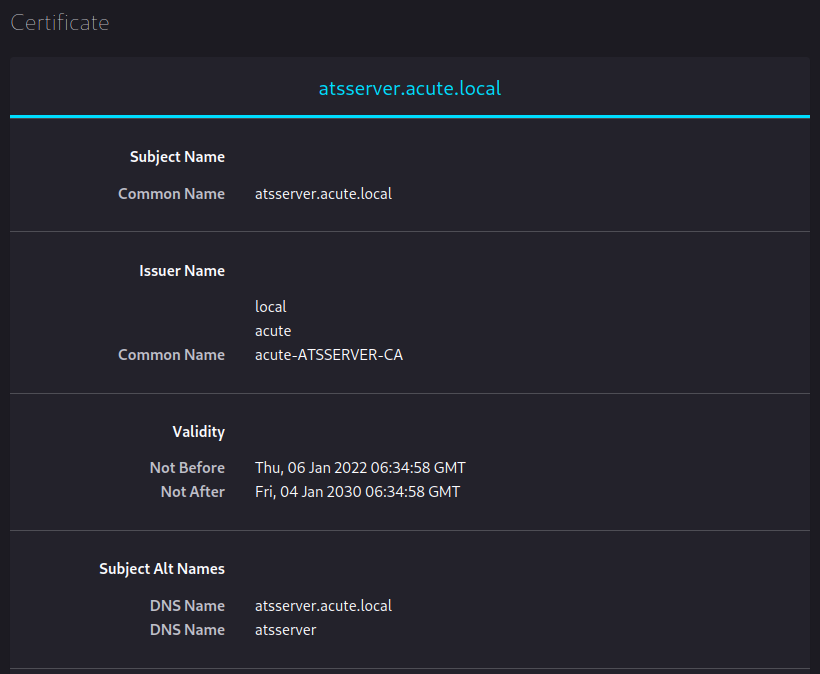 Certificate
atsserver.acute.local
Subject Name
Common Name atsserver.acute.local
Issuer Name
local
acute
Common Name acute-ATSSERVER-CA
Validity
Not Before Thu, 06 Jan 2022 06:34:58 GMT
Not After Fri, 04 Jan 2030 06:34:58 GMT
Subject Alt Names
DNS Name atsserver.acute.local
DNS Name atsserver